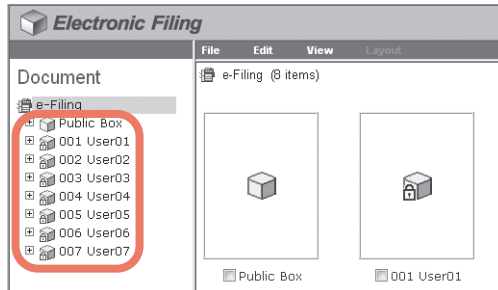 Electronic Filing
File Edit View Layout
Document
e-Filing (8 items)
e-Filing
Public Box
001 User01
002 User02
003 User03
004 User04
005 User05
006 User06
007 User07
Public Box
001 User01